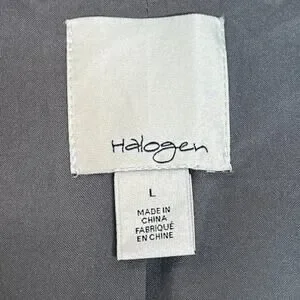 Halogen
L
MADE IN
CHINA
FABRIQUÉ
EN CHINE